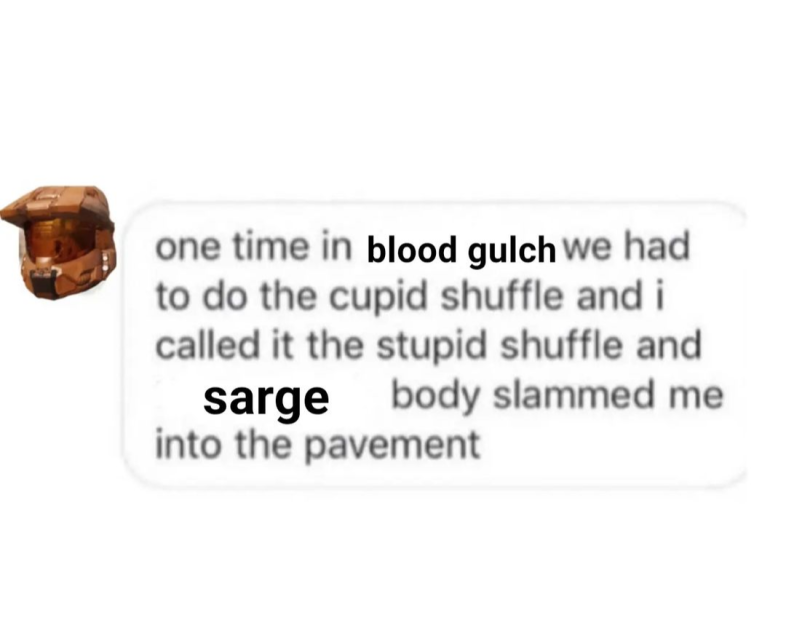 one time in blood gulch we had
to do the cupid shuffle and i
called it the stupid shuffle and
sarge body slammed me
into the pavement